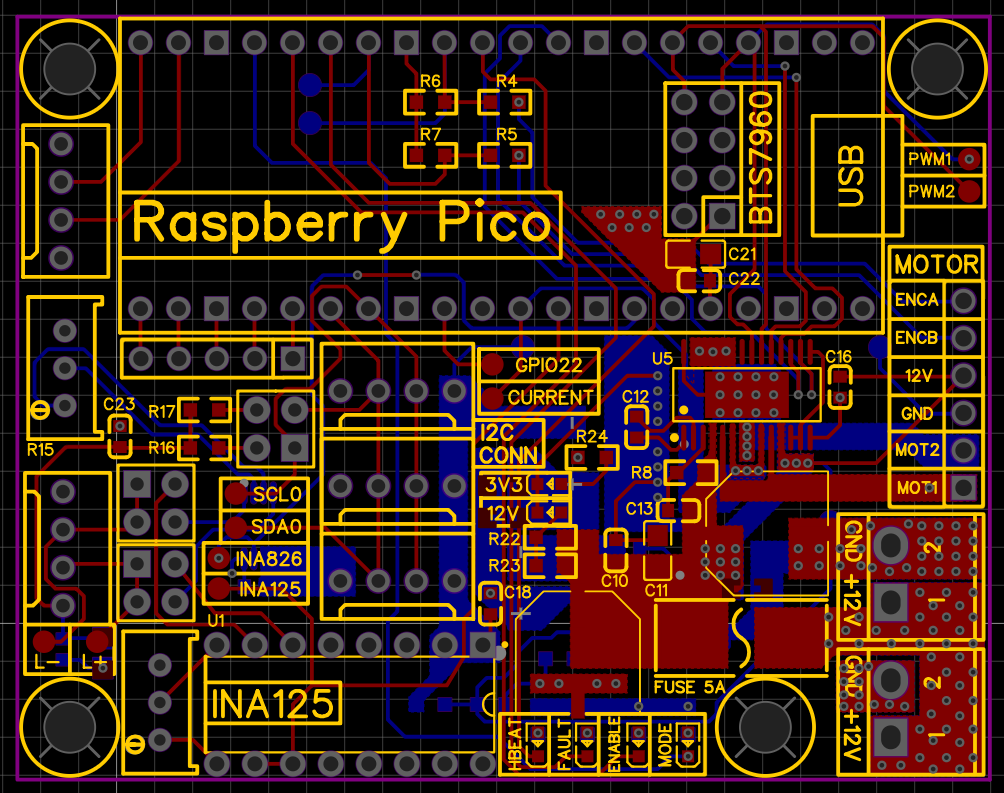 R6
R4
R7
R5
BTS7960
USB
PWM1
PWM2
Raspberry Pico
C21
C22
MOTOR
ENCA
ENCB
12V
GND
MOT2
MOT1
U5
C16
GPIO22
CURRENT
C12
C23
R17
R16
R15
I2C
CONN
R24
3V3
12V
R8
C13
SCL0
SDA0
INA826
INA125
R22
R23
C10
C11
C18
U1
GND +12V
2
1
L-
L+
INA125
FUSE 5A
GND +12V
2
1
HBEAT
FAULT
ENABLE
MODE